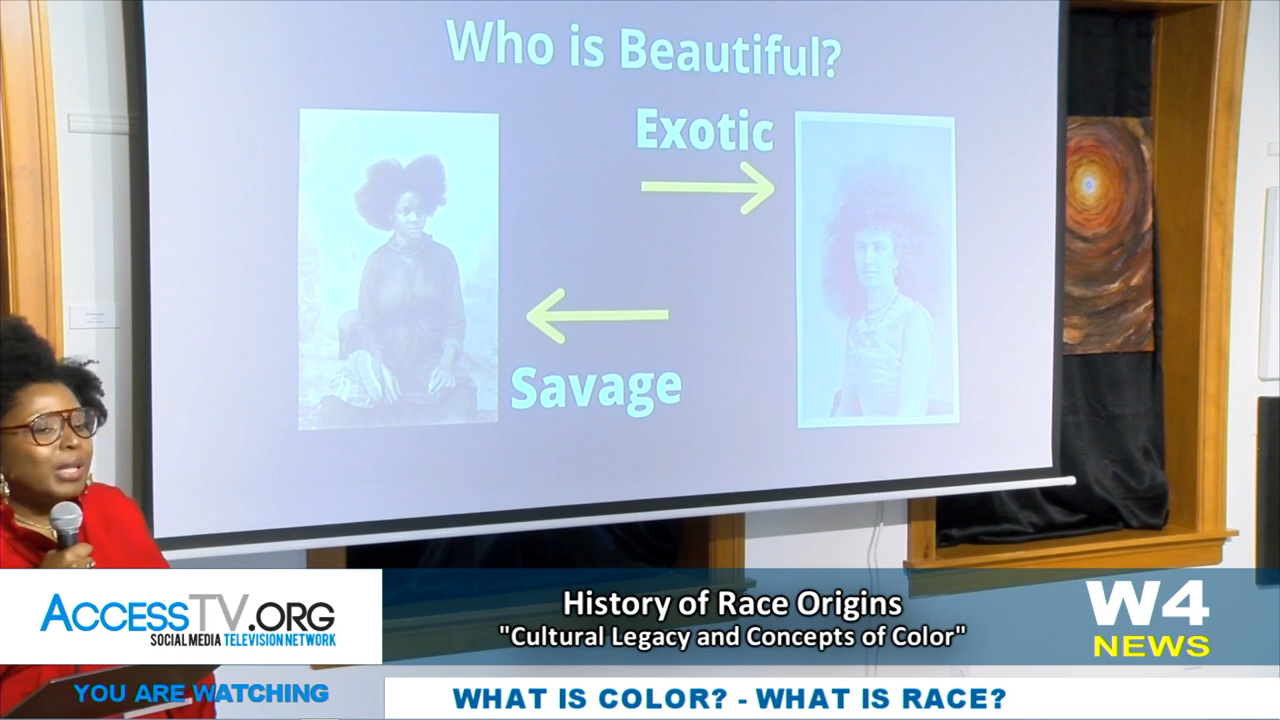 Who is Beautiful?
Exotic
Savage
ACCESSTV.ORG
SOCIAL MEDIA TELEVISION NETWORK
History of Race Origins
"Cultural Legacy and Concepts of Color"
W4
NEWS
YOU ARE WATCHING
WHAT IS COLOR? - WHAT IS RACE?